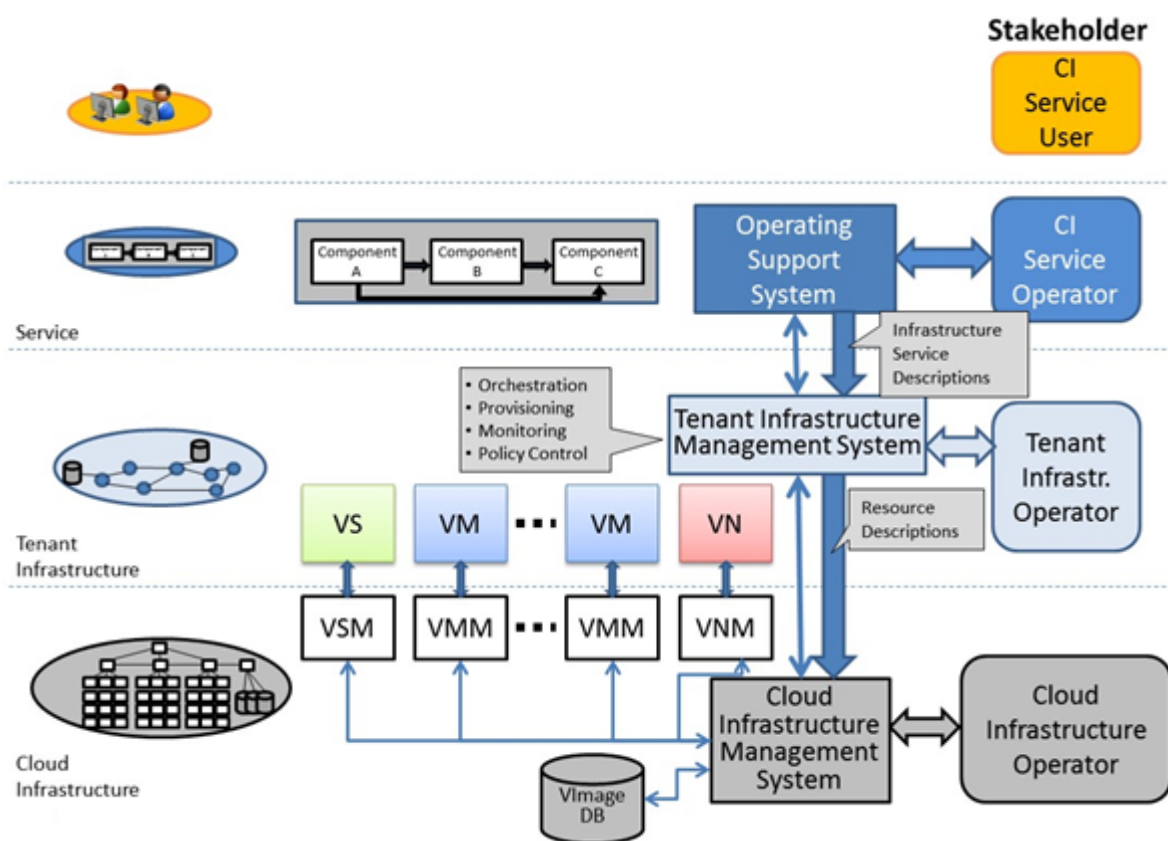 Stakeholder
CI
Service
User
Operating
Support
System
CI
Service
Operator
Component
A
Component
B
Component
C
Service
Infrastructure
Service
Descriptions
• Orchestration
• Provisioning
• Monitoring
• Policy Control
Tenant Infrastructure
Management System
Tenant
Infrastr.
Operator
VS
VM
VM
VN
Resource
Descriptions
Tenant
Infrastructure
VSM
VMM
VMM
VNM
Cloud
Infrastructure
Management
System
Cloud
Infrastructure
Operator
Cloud
Infrastructure
VImage
DB